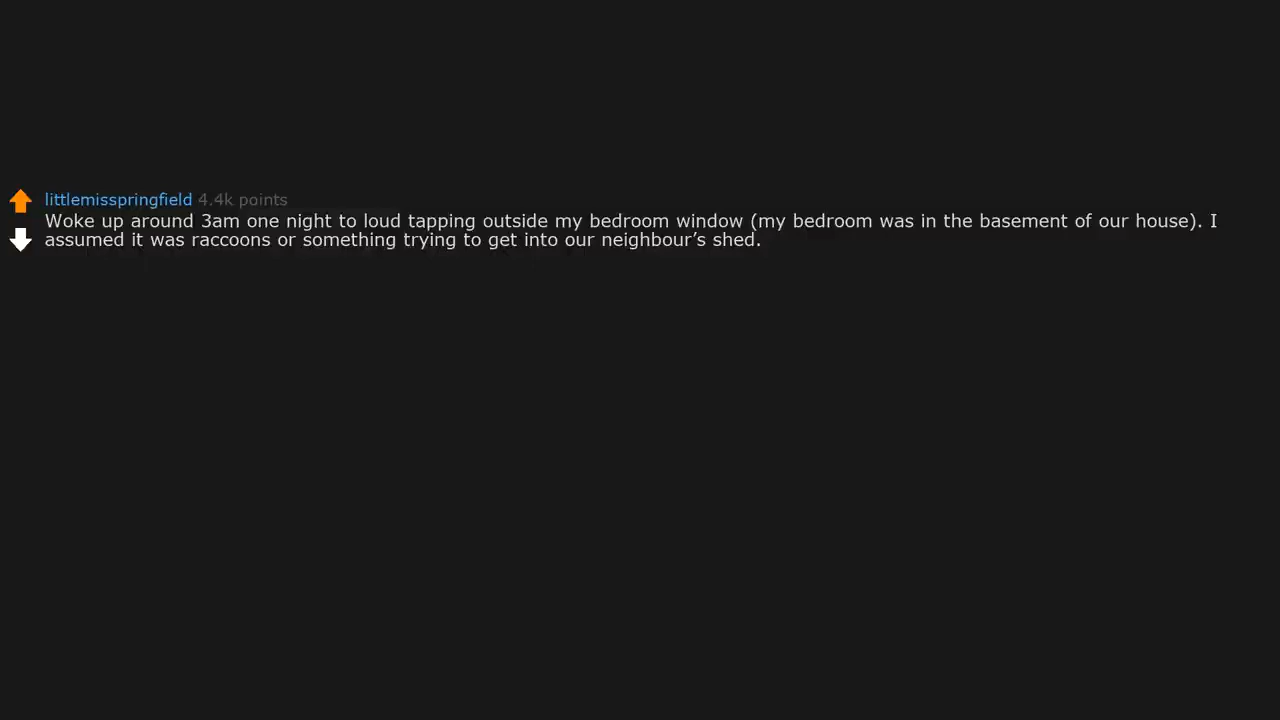 littlemisspringfield 4.4k points
Woke up around 3am one night to loud tapping outside my bedroom window (my bedroom was in the basement of our house). I
assumed it was raccoons or something trying to get into our neighbour’s shed.